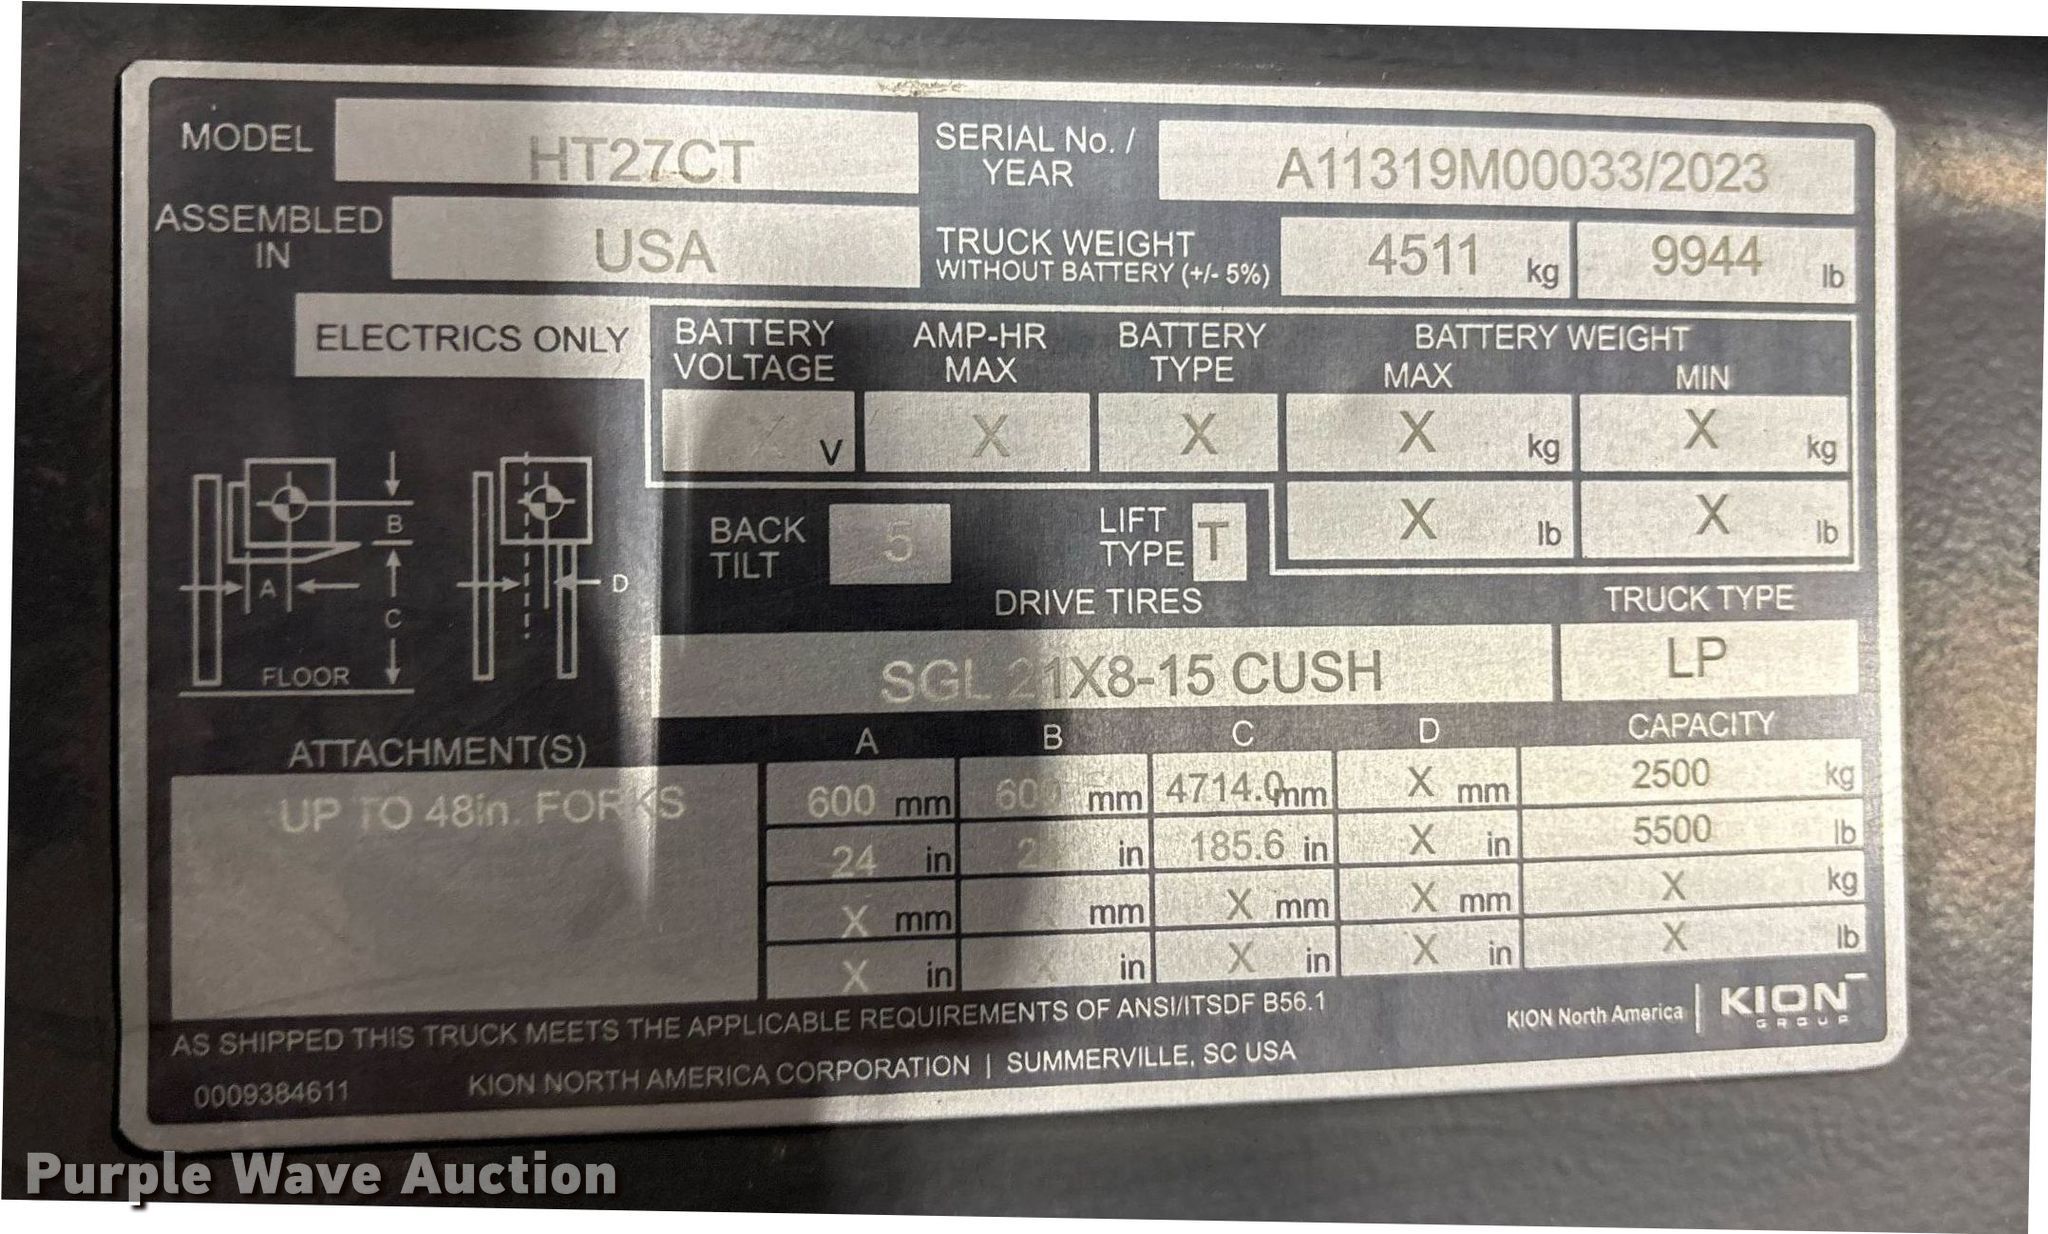 MODEL HT27CT SERIAL No. / YEAR A11319M00033/2023
ASSEMBLED IN USA TRUCK WEIGHT WITHOUT BATTERY (+/- 5%) 4511 kg 9944 lb
ELECTRICS ONLY BATTERY VOLTAGE AMP-HR MAX BATTERY TYPE BATTERY WEIGHT
MAX MIN
V X X X kg X kg
X lb X lb
BACK TILT 5 LIFT TYPE T
A B C D
FLOOR
DRIVE TIRES TRUCK TYPE
SGL 21X8-15 CUSH LP
ATTACHMENT(S) A B C D CAPACITY
UP TO 48in. FORKS 600 mm mm 4714.0mm X mm 2500 kg
24 in in 185.6 in X in 5500 lb
X mm mm X mm X mm X kg
X in X in X in X in X lb
AS SHIPPED THIS TRUCK MEETS THE APPLICABLE REQUIREMENTS OF ANSI/ITSDF B56.1
KION North America | KION GROUP
0009384611 KION NORTH AMERICA CORPORATION | SUMMERVILLE, SC USA
Purple Wave Auction